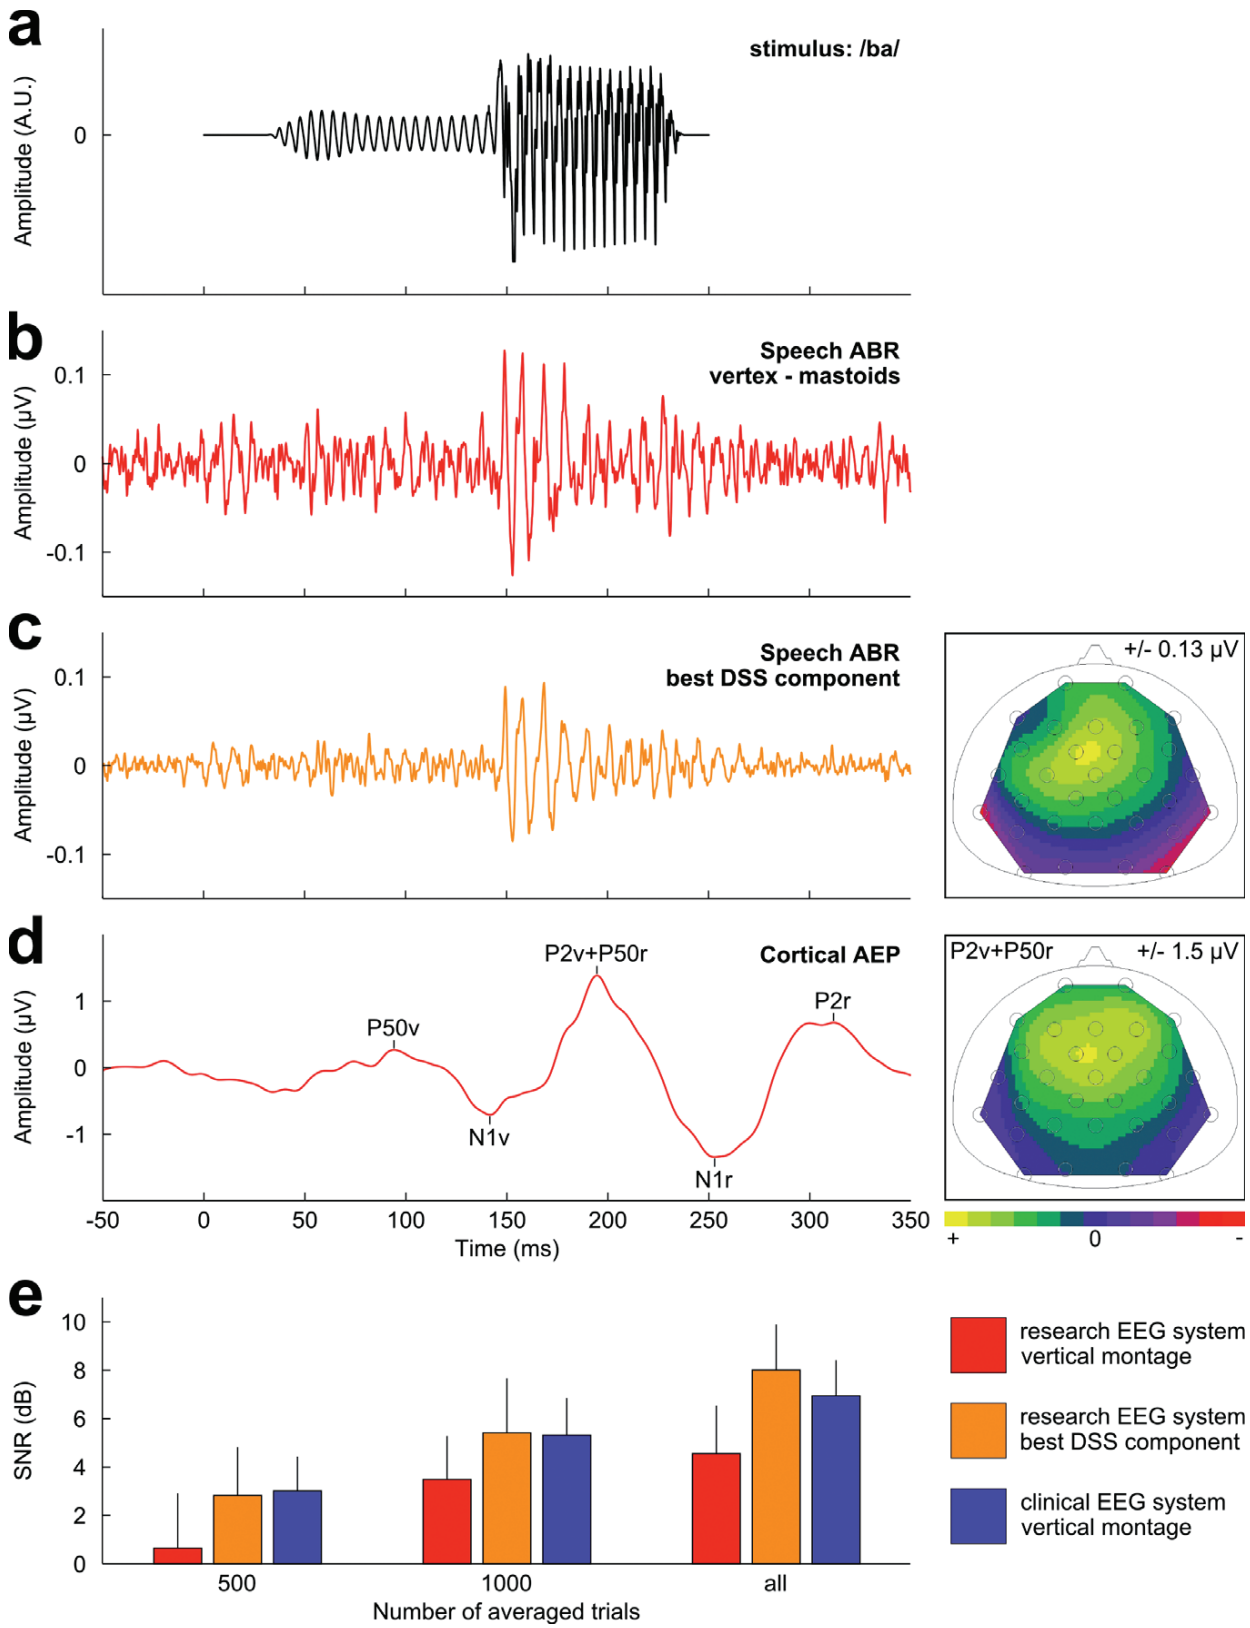 a
stimulus: /ba/
Amplitude (A.U.)
0
b
Speech ABR
vertex - mastoids
Amplitude (µV)
0.1
0
-0.1
c
Speech ABR
best DSS component
Amplitude (µV)
0.1
0
-0.1
+/- 0.13 µV
d
Cortical AEP
Amplitude (µV)
1
0
-1
P50v
N1v
P2v+P50r
N1r
P2r
-50 0 50 100 150 200 250 300 350
Time (ms)
P2v+P50r +/- 1.5 µV
+ 0 -
e
SNR (dB)
10
8
6
4
2
0
500 1000 all
Number of averaged trials
research EEG system
vertical montage
research EEG system
best DSS component
clinical EEG system
vertical montage